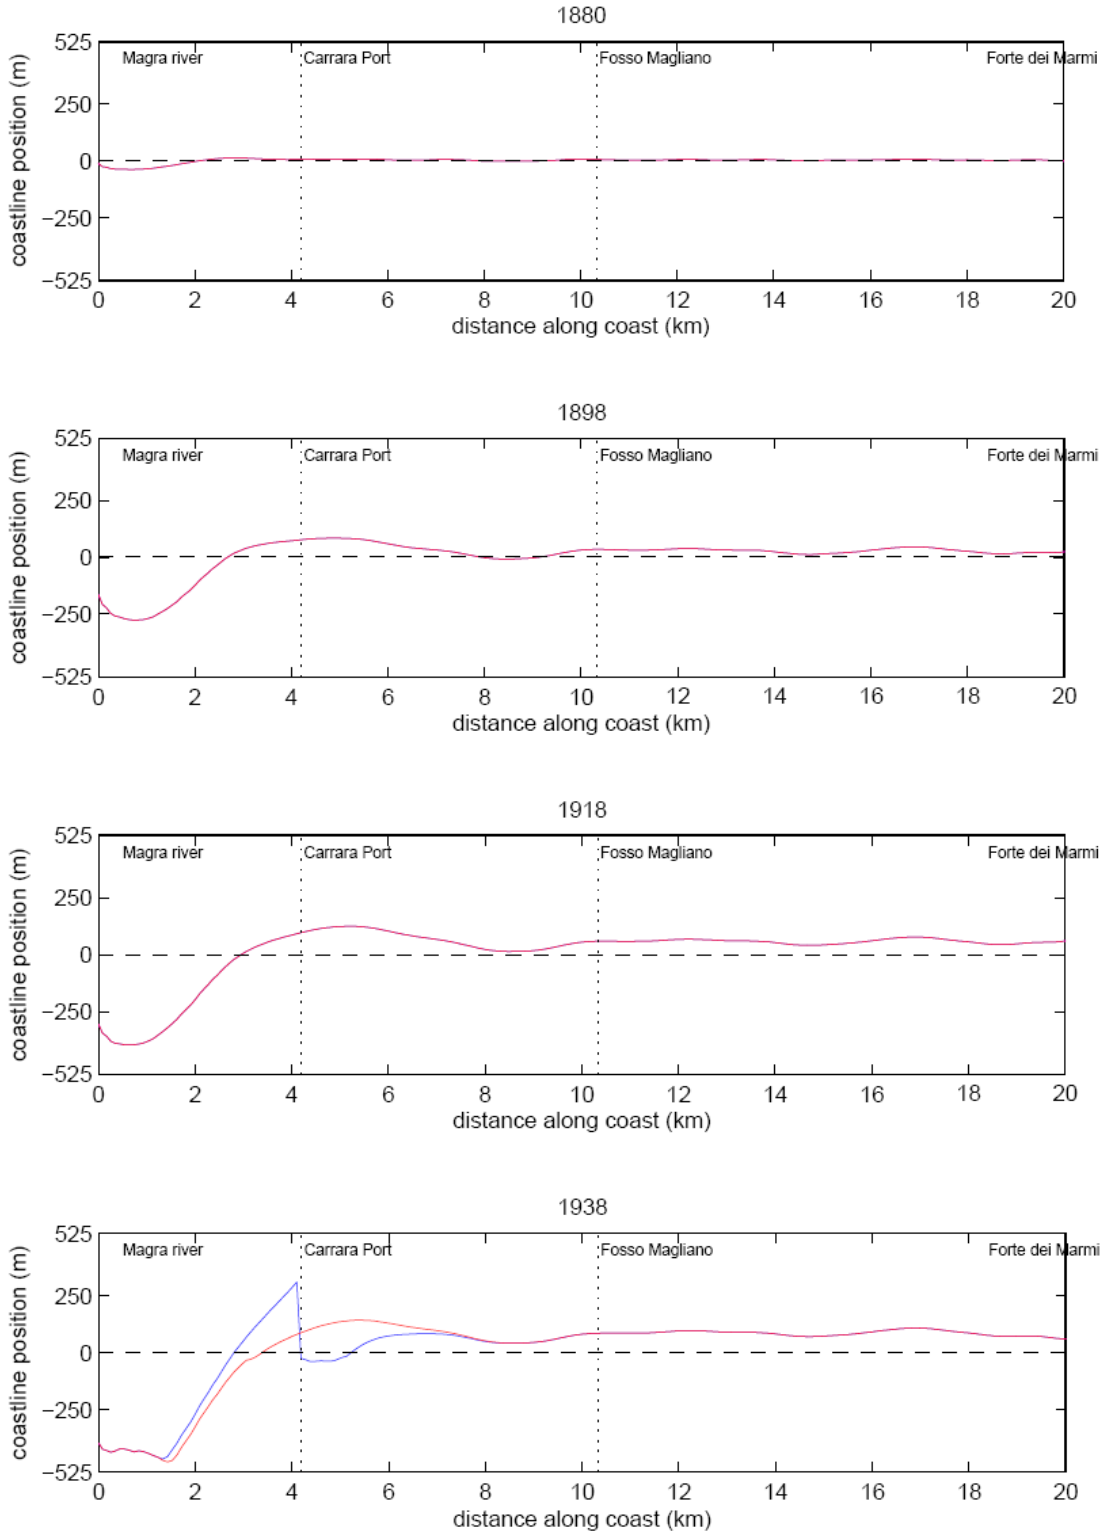 1880
525
Magra river Carrara Port Fosso Magliano Forte dei Marmi
250
0
−250
−525
coastline position (m)
0 2 4 6 8 10 12 14 16 18 20
distance along coast (km)
1898
525
Magra river Carrara Port Fosso Magliano Forte dei Marmi
250
0
−250
−525
coastline position (m)
0 2 4 6 8 10 12 14 16 18 20
distance along coast (km)
1918
525
Magra river Carrara Port Fosso Magliano Forte dei Marmi
250
0
−250
−525
coastline position (m)
0 2 4 6 8 10 12 14 16 18 20
distance along coast (km)
1938
525
Magra river Carrara Port Fosso Magliano Forte dei Marmi
250
0
−250
−525
coastline position (m)
0 2 4 6 8 10 12 14 16 18 20
distance along coast (km)